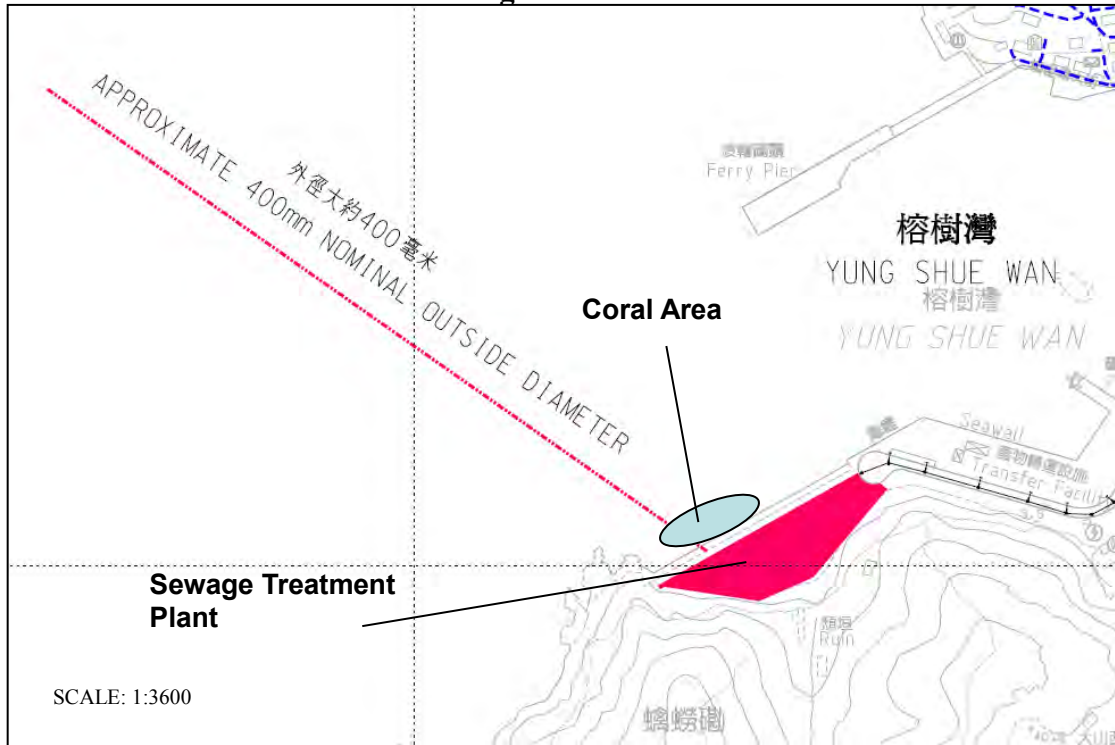 g
APPROXIMATE 400mm NOMINAL OUTSIDE DIAMETER
外徑大約400毫米
Ferry Pier
榕樹灣
YUNG SHUE WAN
榕樹灣
YUNG SHUE WAN
Coral Area
Seawall
Transfer Facili
Sewage Treatment
Plant
Ruin
SCALE: 1:3600